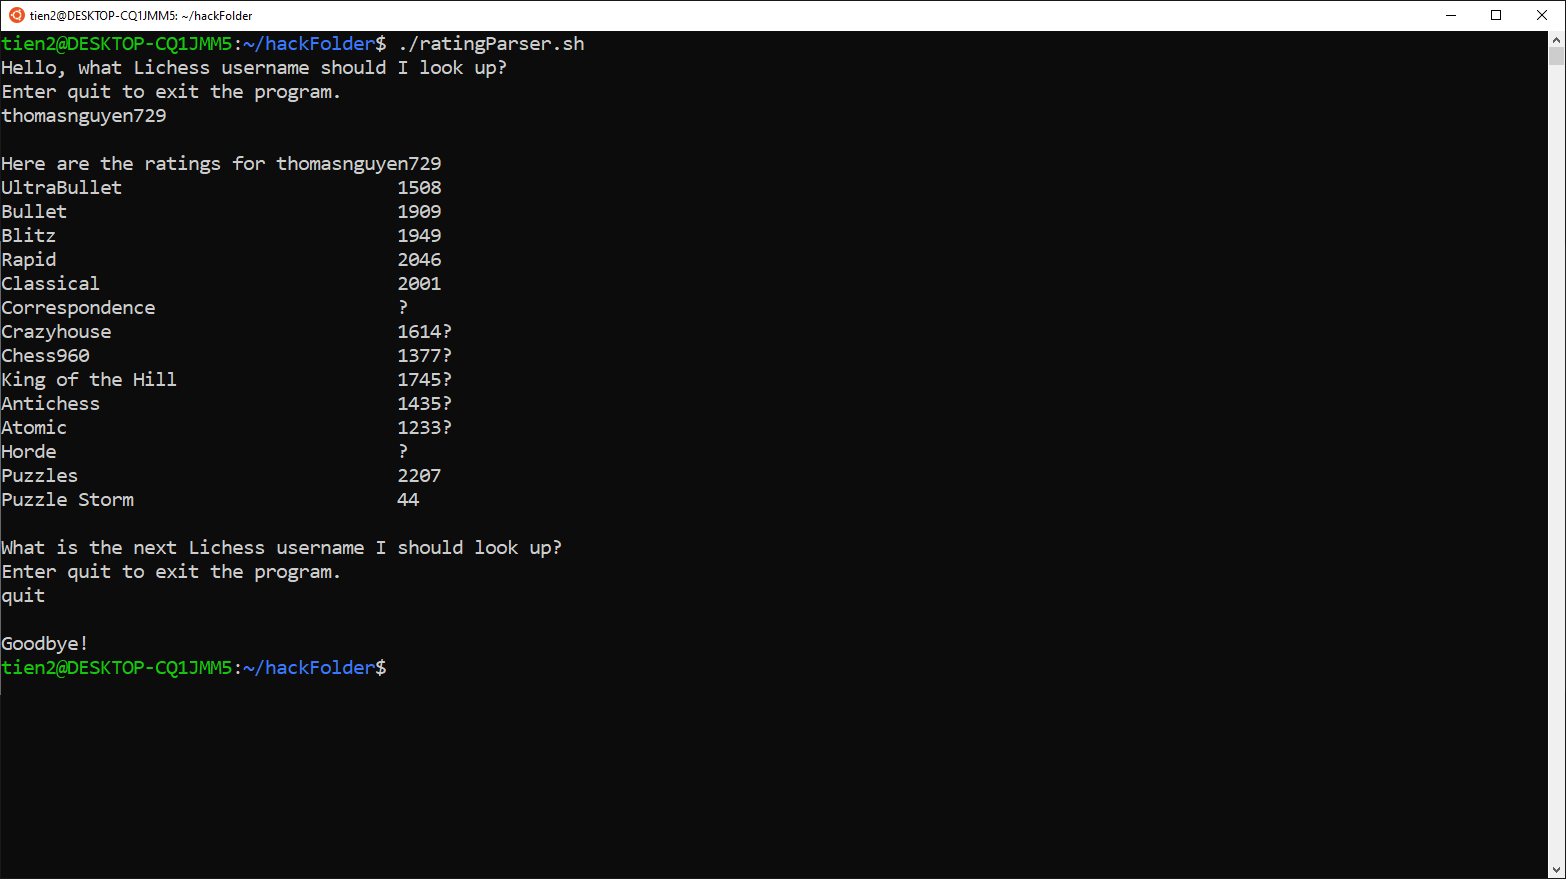 tien2@DESKTOP-CQ1JMM5: ~/hackFolder
tien2@DESKTOP-CQ1JMM5:~/hackFolder$ ./ratingParser.sh
Hello, what Lichess username should I look up?
Enter quit to exit the program.
thomasnguyen729
Here are the ratings for thomasnguyen729
UltraBullet 1508
Bullet 1909
Blitz 1949
Rapid 2046
Classical 2001
Correspondence ?
Crazyhouse 1614?
Chess960 1377?
King of the Hill 1745?
Antichess 1435?
Atomic 1233?
Horde ?
Puzzles 2207
Puzzle Storm 44
What is the next Lichess username I should look up?
Enter quit to exit the program.
quit
Goodbye!
tien2@DESKTOP-CQ1JMM5:~/hackFolder$